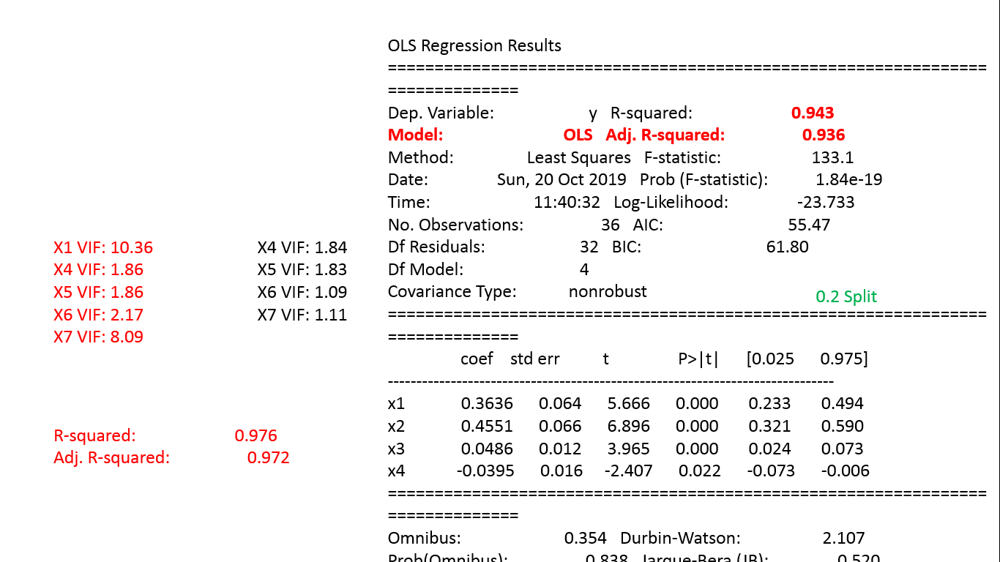 OLS Regression Results
==============================================================================
==============
Dep. Variable: y R-squared: 0.943
Model: OLS Adj. R-squared: 0.936
Method: Least Squares F-statistic: 133.1
Date: Sun, 20 Oct 2019 Prob (F-statistic): 1.84e-19
Time: 11:40:32 Log-Likelihood: -23.733
No. Observations: 36 AIC: 55.47
Df Residuals: 32 BIC: 61.80
Df Model: 4
Covariance Type: nonrobust
0.2 Split
==============================================================================
==============
coef std err t P>|t| [0.025 0.975]
------------------------------------------------------------------------------
x1 0.3636 0.064 5.666 0.000 0.233 0.494
x2 0.4551 0.066 6.896 0.000 0.321 0.590
x3 0.0486 0.012 3.965 0.000 0.024 0.073
x4 -0.0395 0.016 -2.407 0.022 -0.073 -0.006
==============================================================================
==============
Omnibus: 0.354 Durbin-Watson: 2.107
Prob(Omnibus): 0.838 Jarque-Bera (JB): 0.520
X1 VIF: 10.36
X4 VIF: 1.86
X5 VIF: 1.86
X6 VIF: 2.17
X7 VIF: 8.09
X4 VIF: 1.84
X5 VIF: 1.83
X6 VIF: 1.09
X7 VIF: 1.11
R-squared: 0.976
Adj. R-squared: 0.972